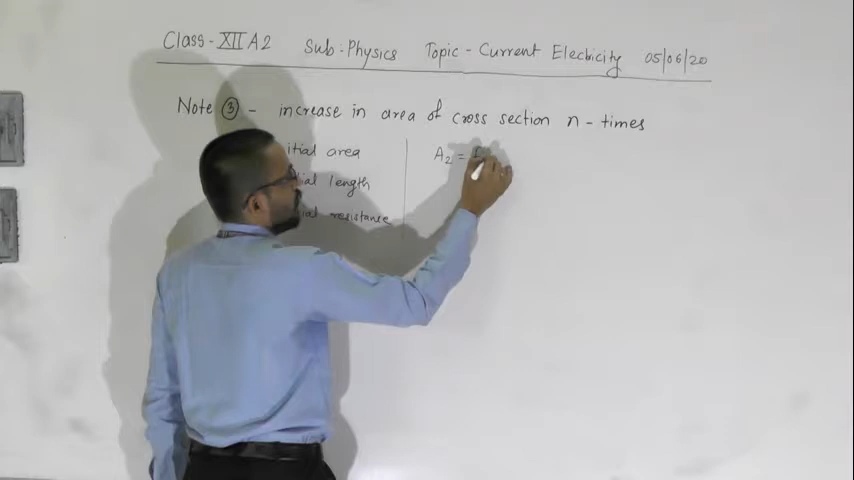 Class - XII A2 Sub : Physics Topic - Current Electricity 05/06/20
Note ③ - increase in area of cross section n - times
itial area
ial length
ial resistance
A₂ =